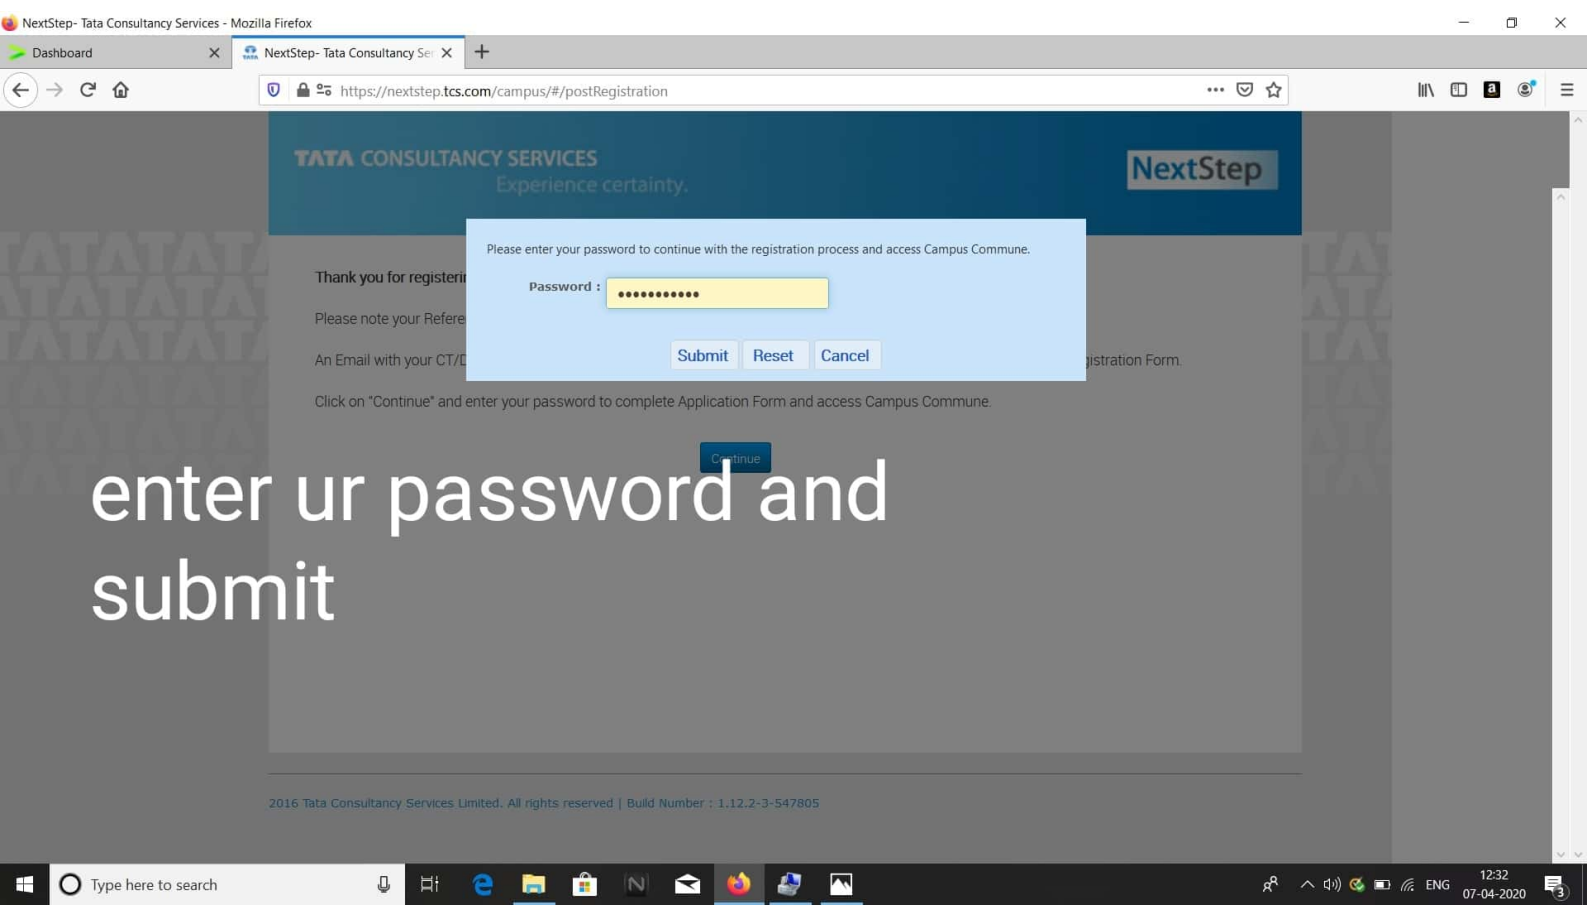 NextStep- Tata Consultancy Services - Mozilla Firefox
Dashboard
NextStep- Tata Consultancy Ser
https://nextstep.tcs.com/campus/#/postRegistration
TATA CONSULTANCY SERVICES
Experience certainty.
NextStep
Please enter your password to continue with the registration process and access Campus Commune.
Thank you for registerin
Password :
Please note your Refere
An Email with your CT/D
gistration Form.
Submit Reset Cancel
Click on "Continue" and enter your password to complete Application Form and access Campus Commune.
Continue
enter ur password and
submit
2016 Tata Consultancy Services Limited. All rights reserved | Build Number : 1.12.2-3-547805
Type here to search
ENG
12:32
07-04-2020
3